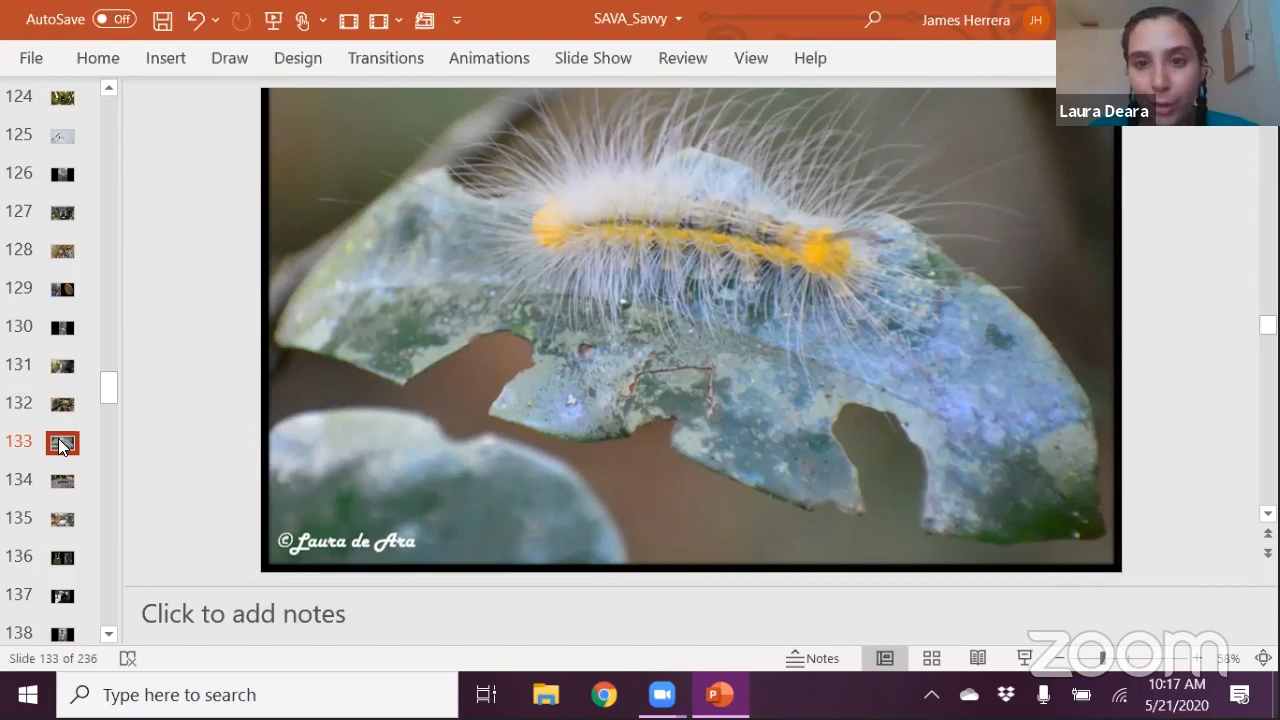 AutoSave Off SAVA_Savvy James Herrera JH
File Home Insert Draw Design Transitions Animations Slide Show Review View Help
Laura Deara
124
125
126
127
128
129
130
131
132
133
134
135
136
137
138
©Laura de Ara
Click to add notes
Slide 133 of 236 Notes 53%
zoom
Type here to search
10:17 AM
5/21/2020